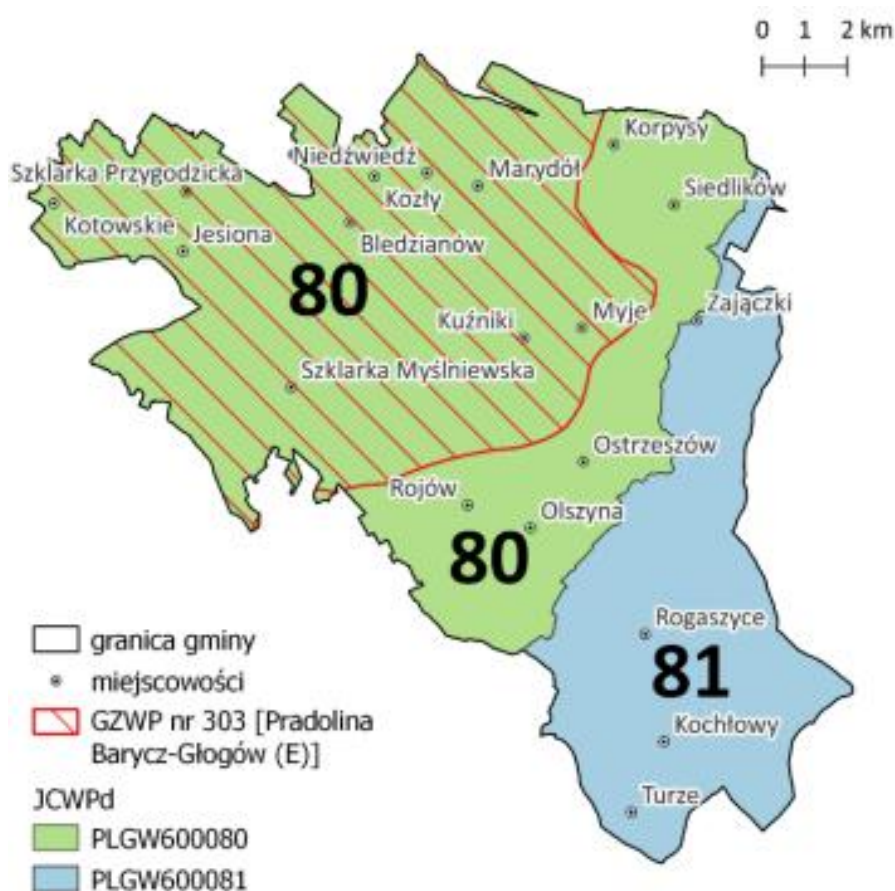 0 1 2 km
Korpysy
Niedźwiedź
Marydół
Szklarka Przygodzicka
Siedlików
Kozły
Kotowskie
Jesiona
Bledzianów
80
Zajączki
Myje
Kuźniki
Szklarka Myślniewska
Ostrzeszów
Rojów
Olszyna
80
Rogaszyce
81
Kochłowy
Turze
granica gminy
miejscowości
GZWP nr 303 [Pradolina
Barycz-Głogów (E)]
JCWPd
PLGW600080
PLGW600081